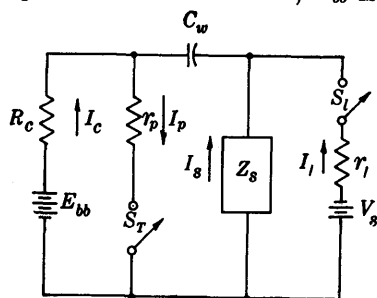 C_w
R_c I_c r_p I_p S_l
I_s Z_s I_l r_l
E_bb S_T V_s